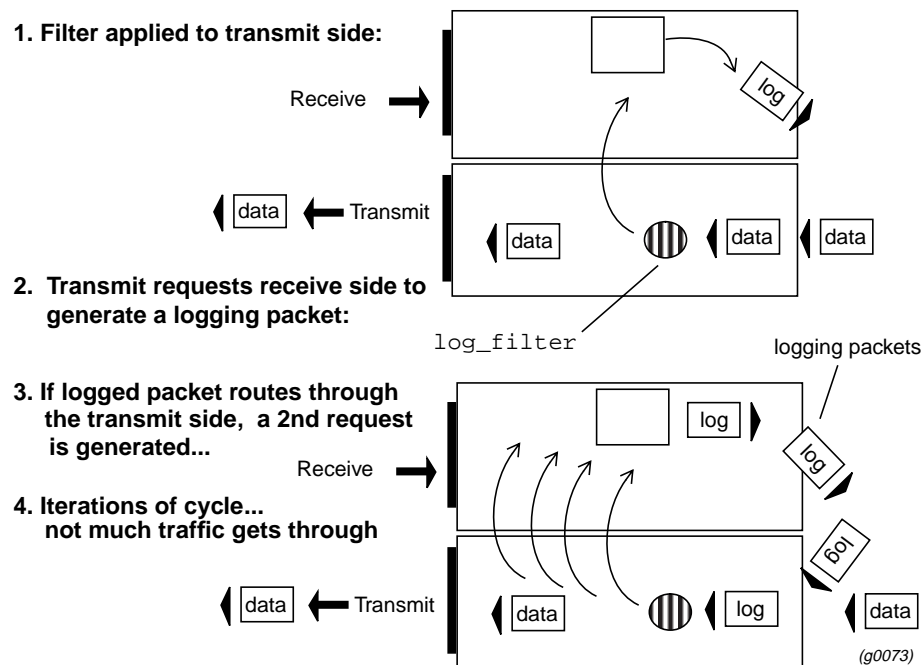 1. Filter applied to transmit side:
log
Receive
data
Transmit
data
data
data
2. Transmit requests receive side to
generate a logging packet:
log_filter
logging packets
3. If logged packet routes through
the transmit side, a 2nd request
is generated...
log
log
Receive
4. Iterations of cycle...
not much traffic gets through
log
data
Transmit
data
log
data
(g0073)